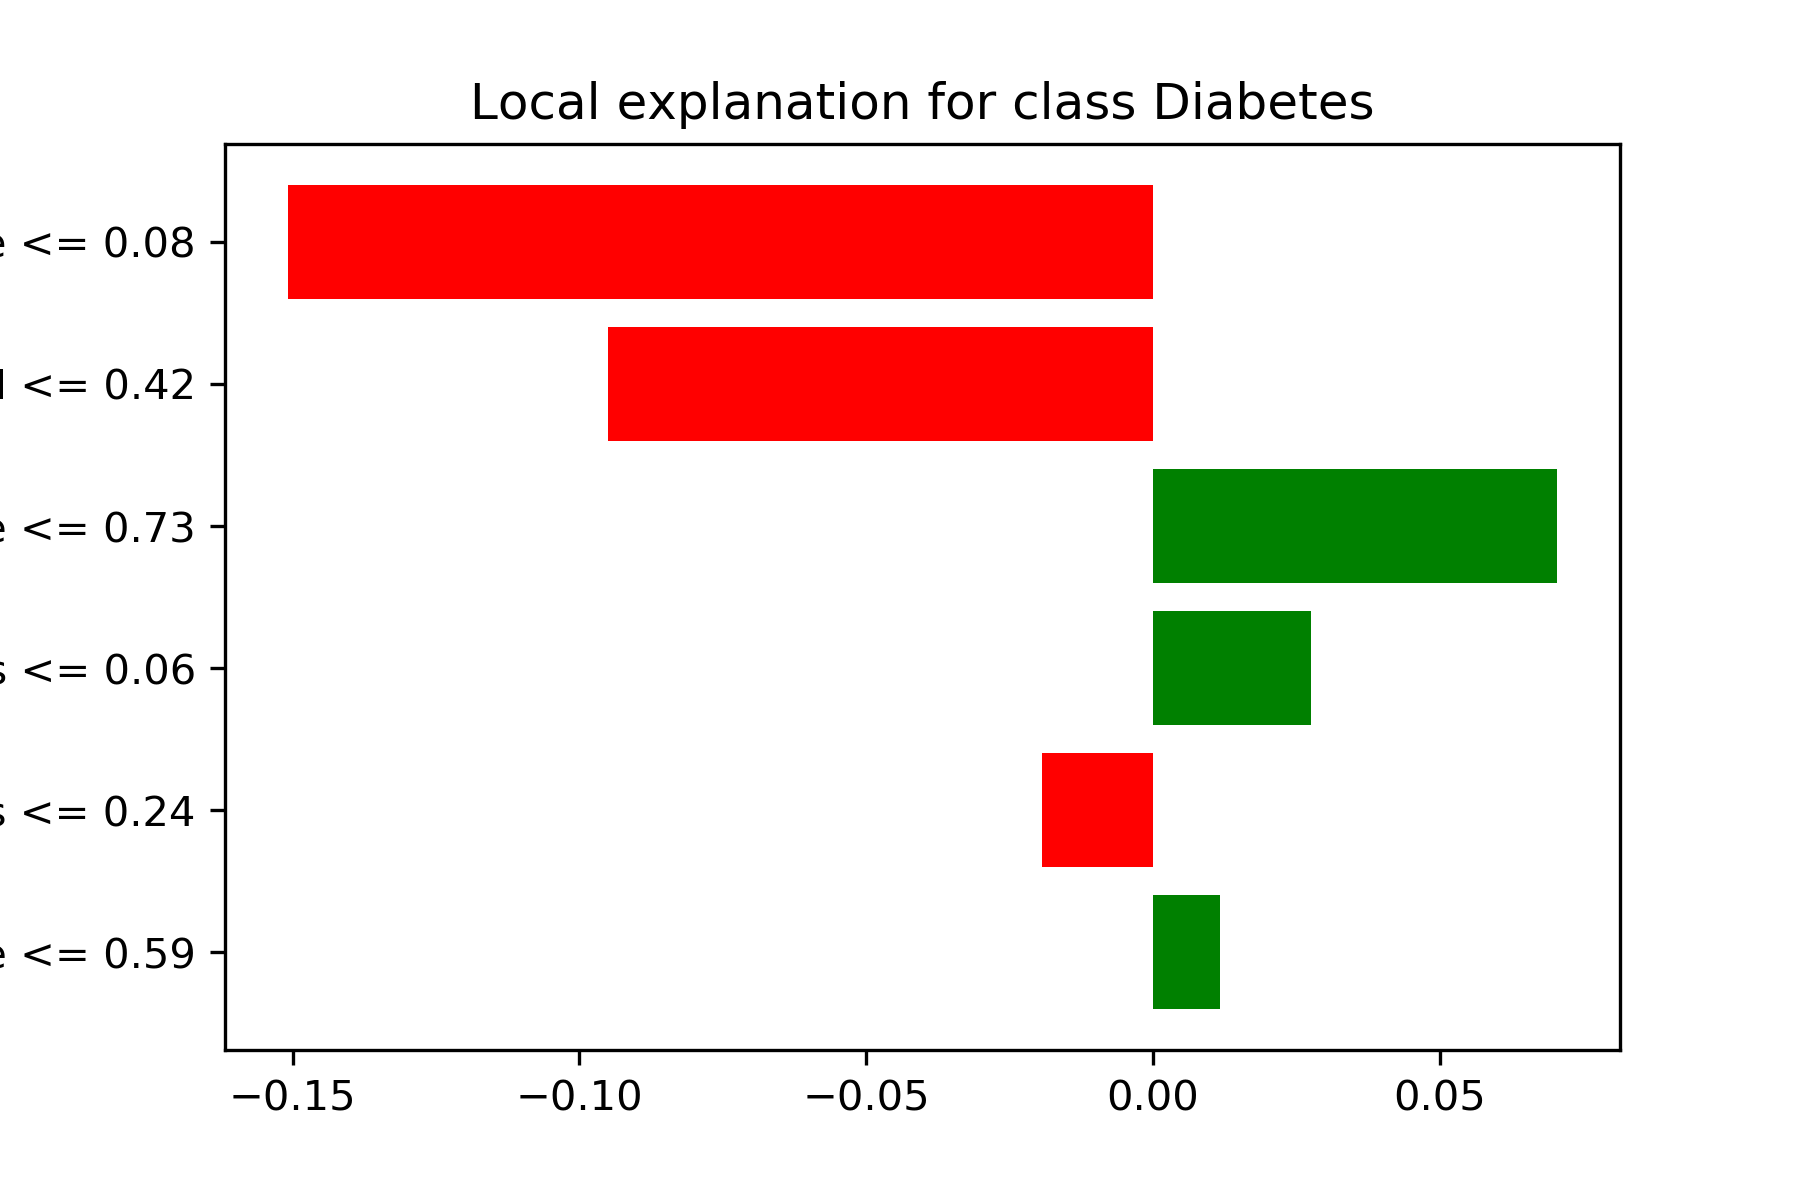 Local explanation for class Diabetes
e <= 0.08
<= 0.42
e <= 0.73
s <= 0.06
s <= 0.24
e <= 0.59
−0.15 −0.10 −0.05 0.00 0.05